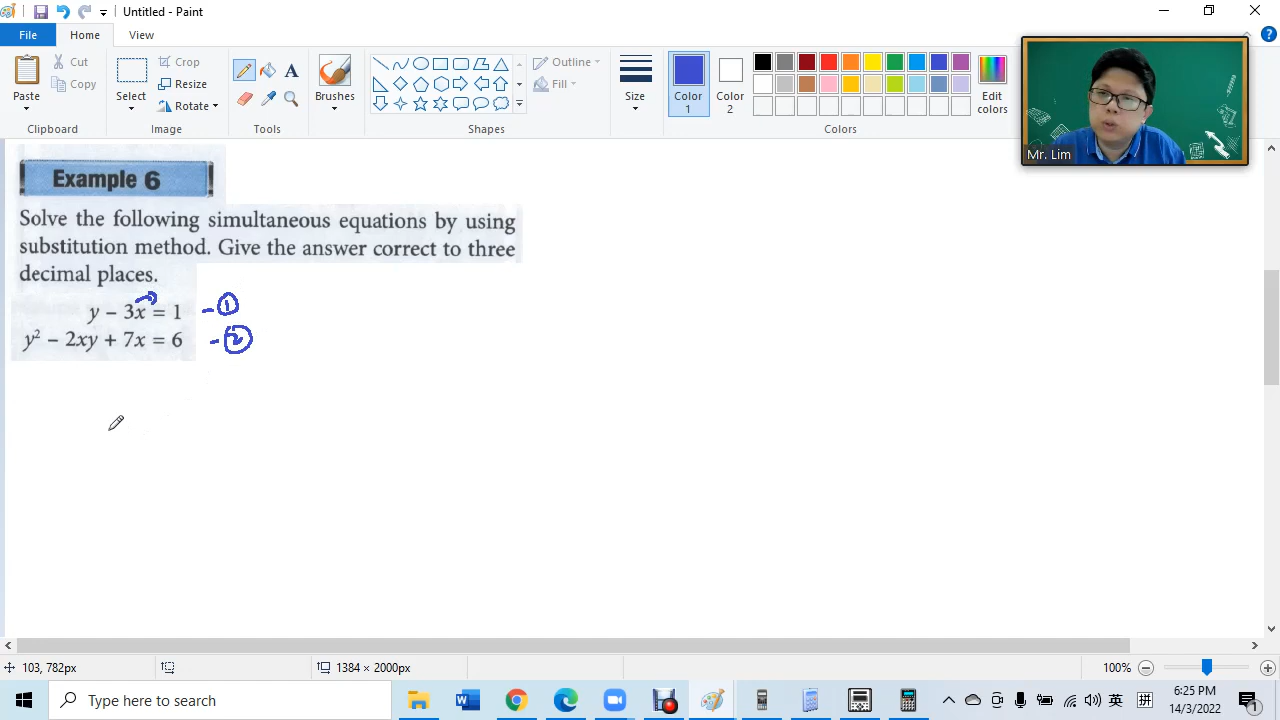 Untitled - Paint
File Home View
Paste Cut Copy Clipboard
Select Crop Resize Rotate Image
Tools
Brushes
Outline Fill Shapes
Size
Color 1 Color 2 Edit colors Colors
Mr. Lim
Example 6
Solve the following simultaneous equations by using
substitution method. Give the answer correct to three
decimal places.
y − 3x = 1 - ①
y² − 2xy + 7x = 6 - ②
103, 782px 1384 × 2000px 100%
Type here to search
英 拼 6:25 PM
14/3/2022 1